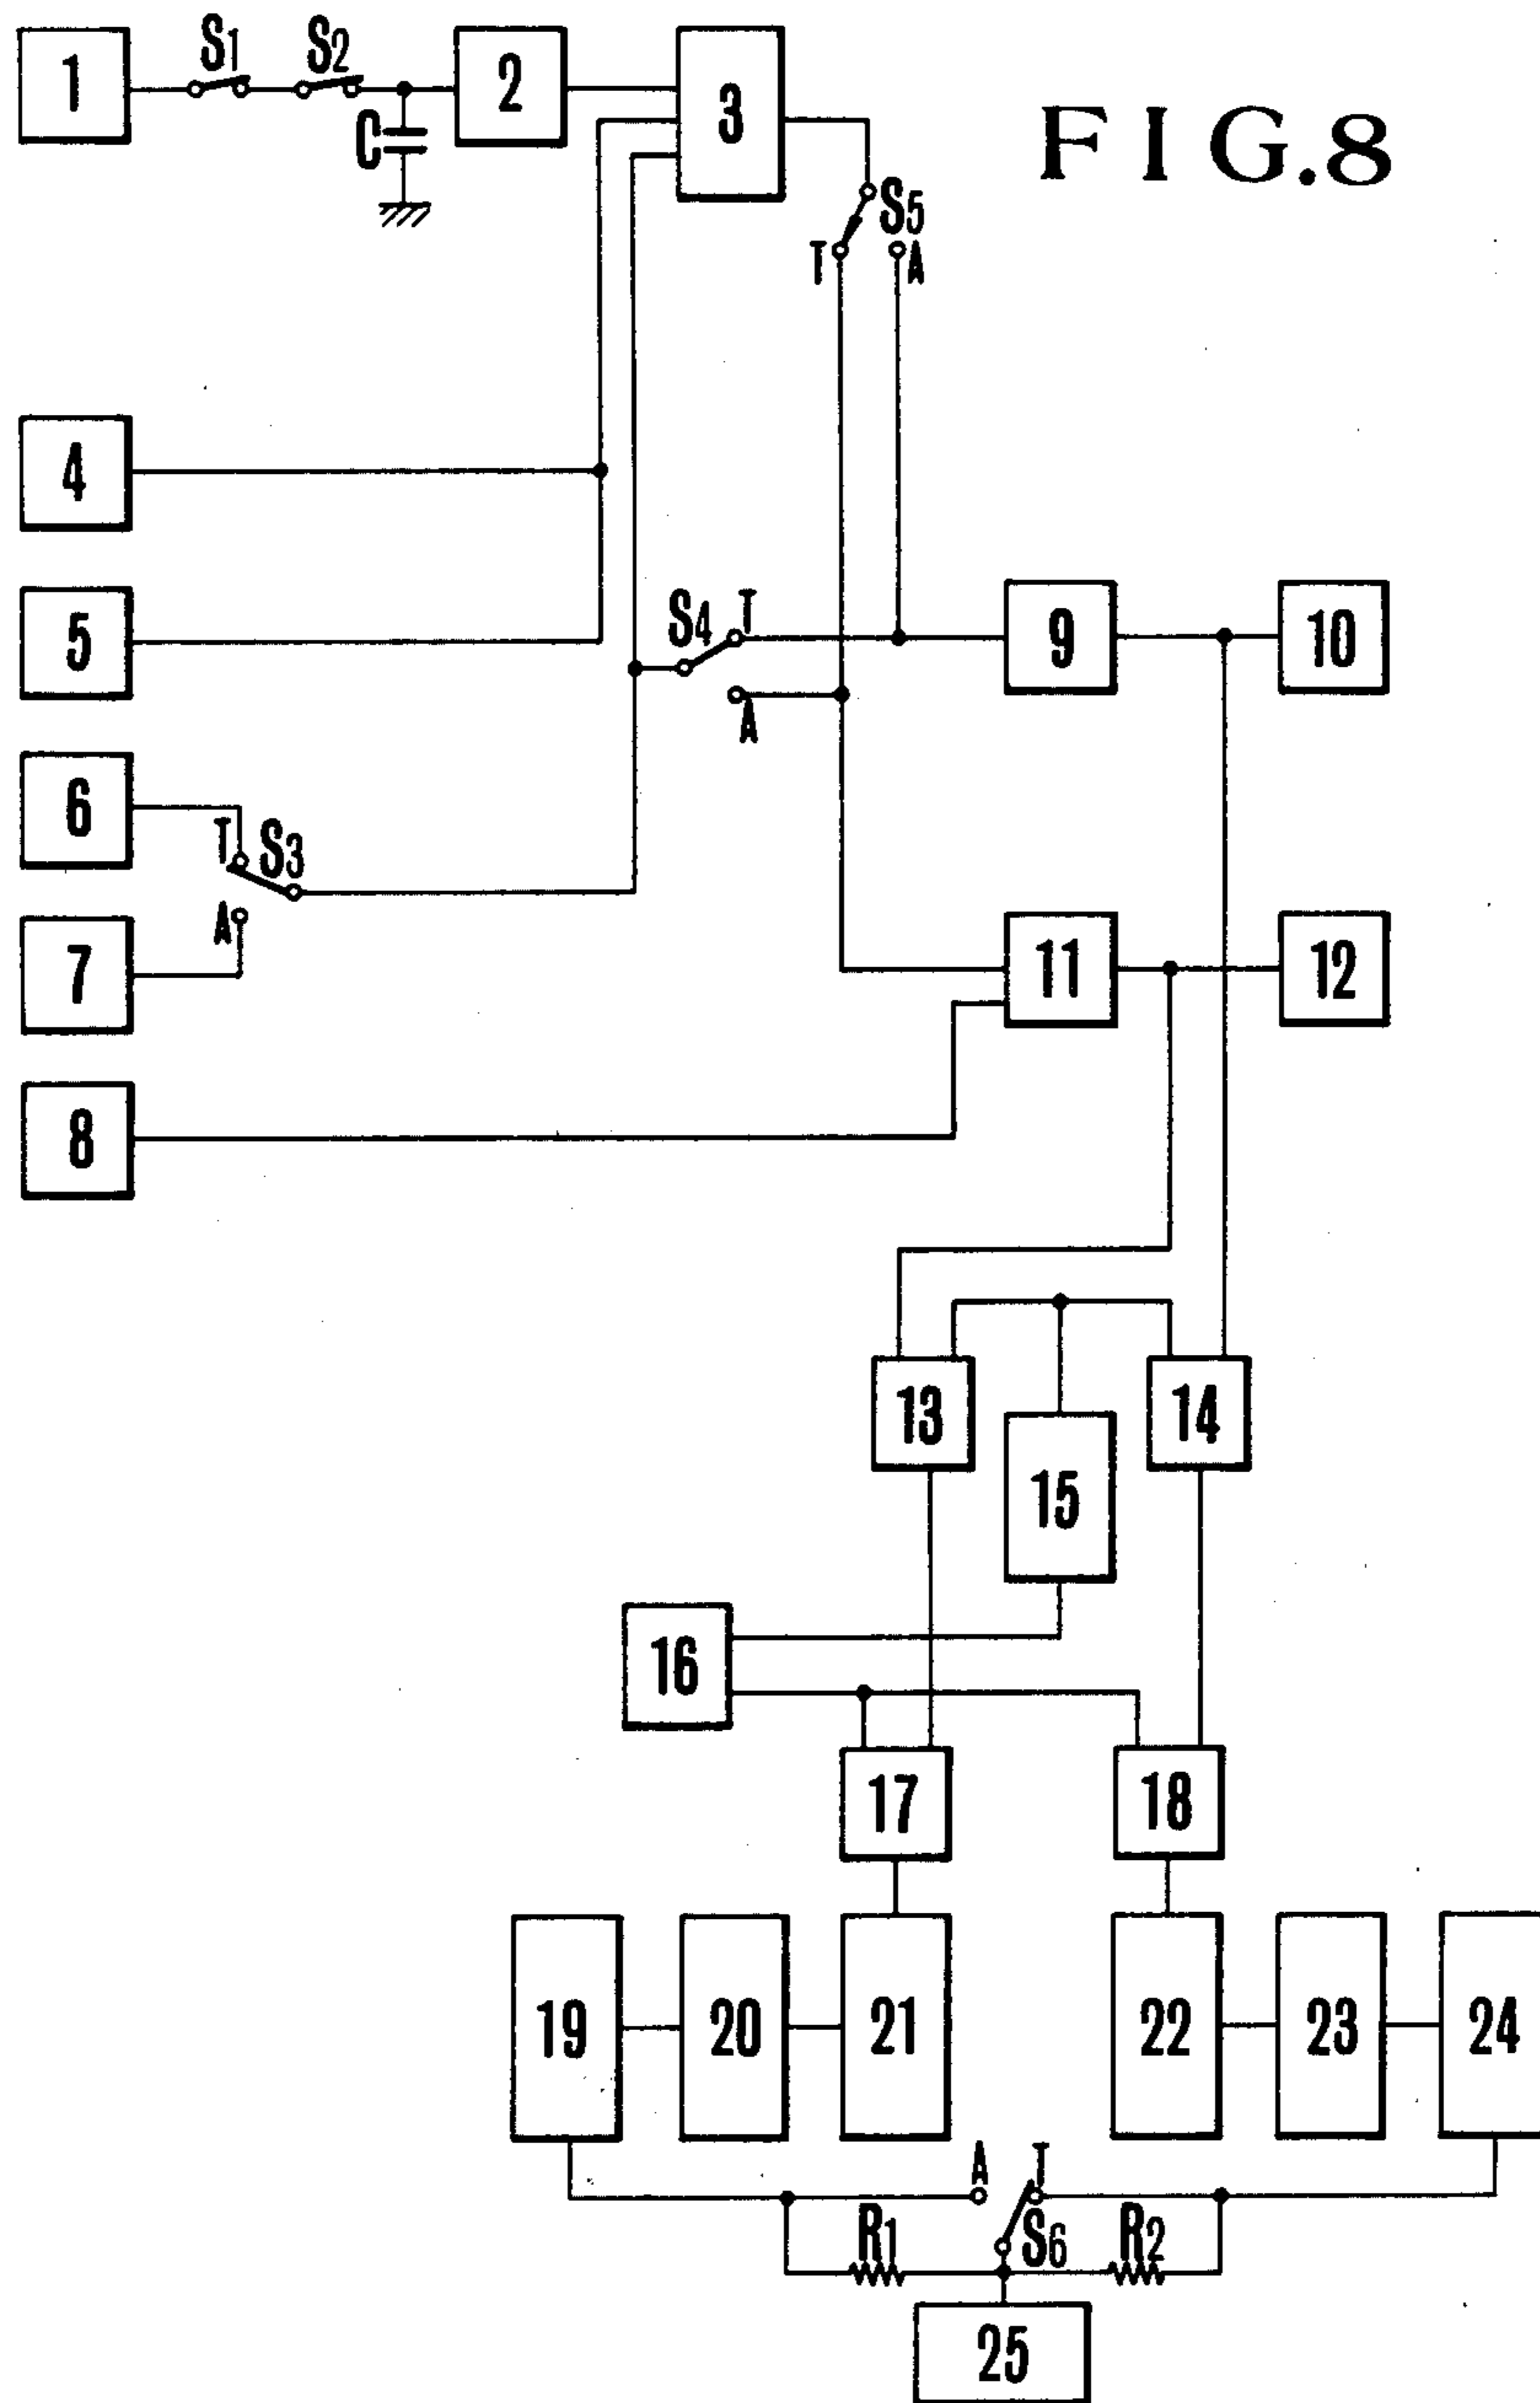 FIG.8
1 S1 S2 2 3
C
S5
T A
4
5 S4 T 9 10
A
6
T S3
A
7 11 12
8
13 14
15
16
17 18
19 20 21 22 23 24
A T
R1 S6 R2
25